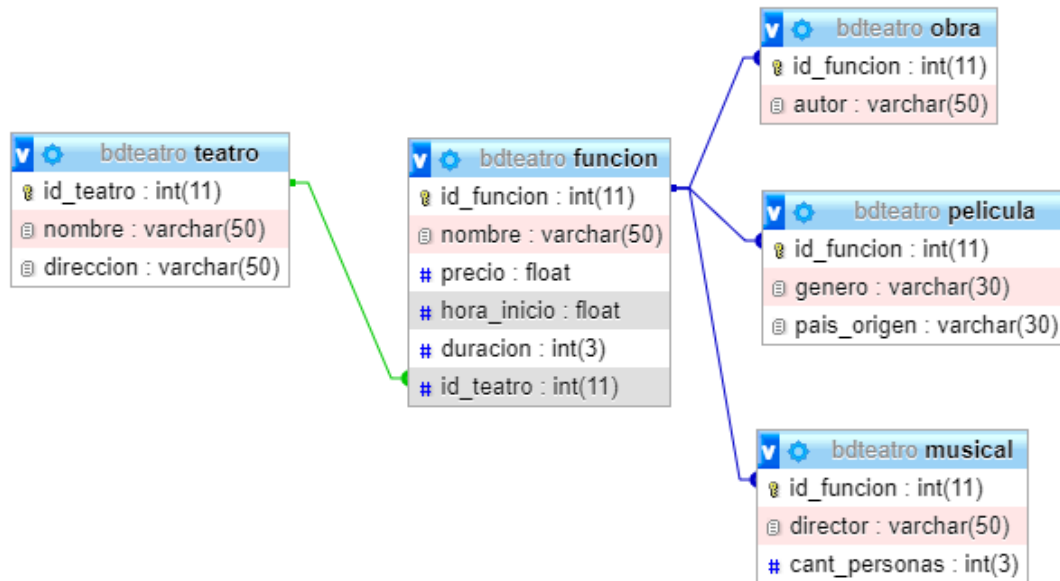 bdteatro teatro
id_teatro : int(11)
nombre : varchar(50)
direccion : varchar(50)
bdteatro funcion
id_funcion : int(11)
nombre : varchar(50)
# precio : float
# hora_inicio : float
# duracion : int(3)
# id_teatro : int(11)
bdteatro obra
id_funcion : int(11)
autor : varchar(50)
bdteatro pelicula
id_funcion : int(11)
genero : varchar(30)
pais_origen : varchar(30)
bdteatro musical
id_funcion : int(11)
director : varchar(50)
# cant_personas : int(3)